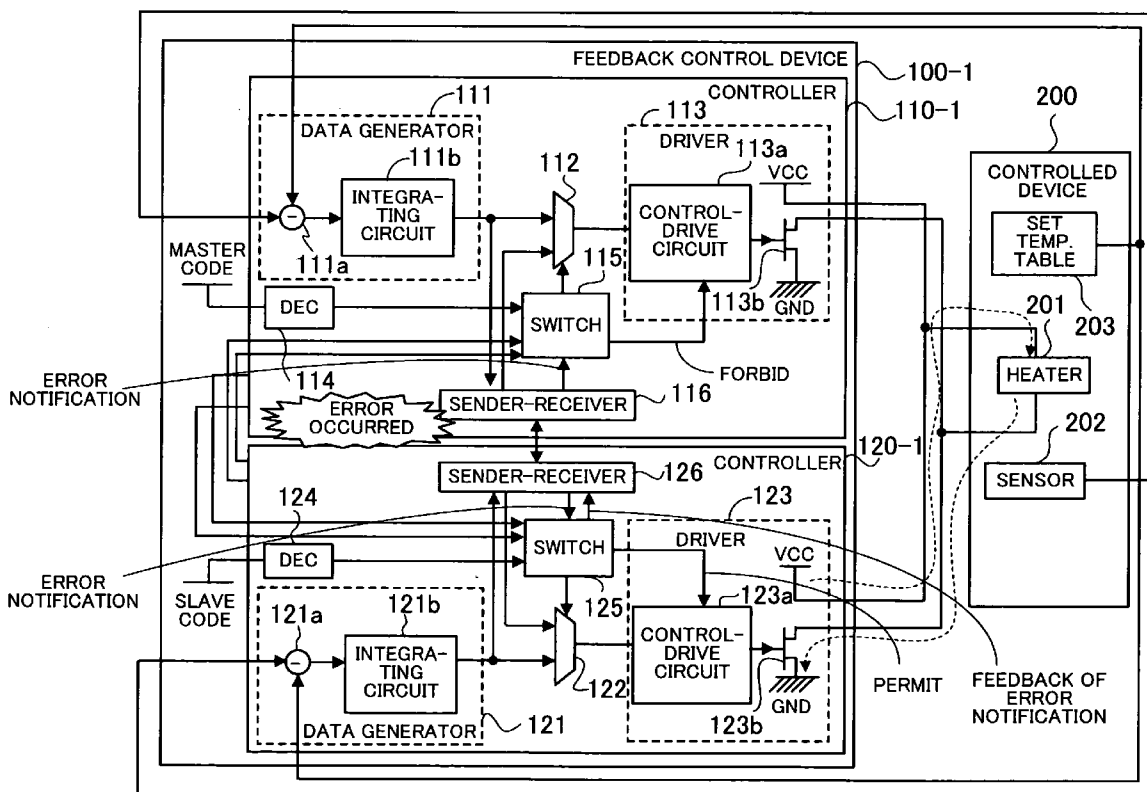 FEEDBACK CONTROL DEVICE
100-1
CONTROLLER
110-1
111
DATA GENERATOR
111b
INTEGRA-
TING
CIRCUIT
−
111a
112
113
DRIVER
113a
VCC
CONTROL-
DRIVE
CIRCUIT
113b
GND
MASTER
CODE
DEC
114
115
SWITCH
FORBID
ERROR
NOTIFICATION
ERROR
OCCURRED
SENDER-RECEIVER
116
200
CONTROLLED
DEVICE
SET
TEMP.
TABLE
203
201
HEATER
202
SENSOR
SENDER-RECEIVER
126
CONTROLLER
120-1
124
DEC
SWITCH
125
ERROR
NOTIFICATION
SLAVE
CODE
123
DRIVER
VCC
123a
CONTROL-
DRIVE
CIRCUIT
123b
GND
121a
−
121b
INTEGRA-
TING
CIRCUIT
122
DATA GENERATOR
121
PERMIT
FEEDBACK OF
ERROR
NOTIFICATION